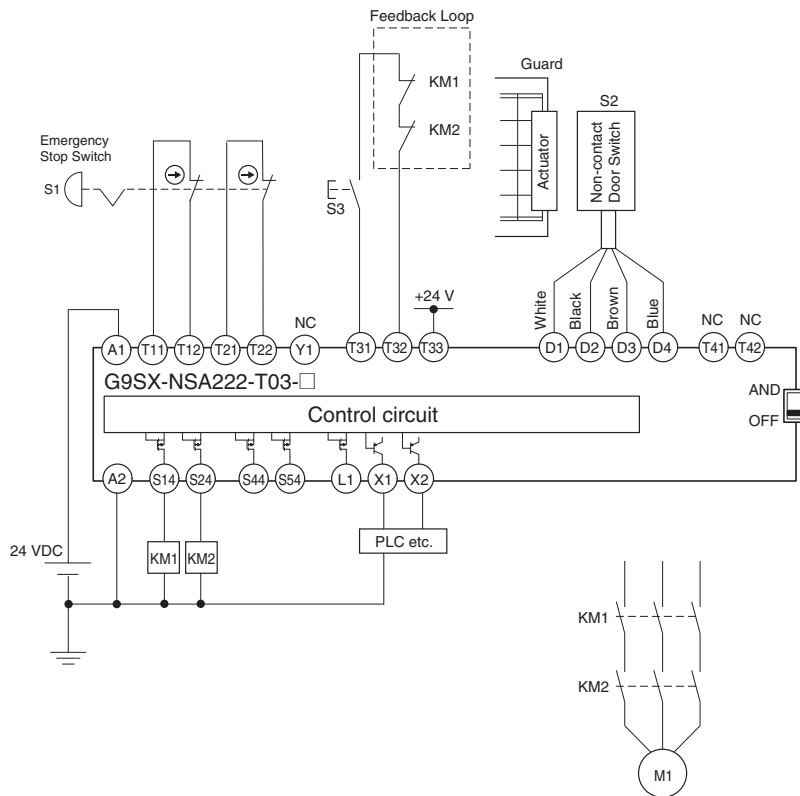 Feedback Loop
KM1
KM2
Guard
Actuator
S2
Non-contact
Door Switch
Emergency
Stop Switch
S1
S3
+24 V
White
Black
Brown
Blue
NC
NC
NC
A1
T11
T12
T21
T22
Y1
T31
T32
T33
D1
D2
D3
D4
T41
T42
G9SX-NSA222-T03-□
Control circuit
AND
OFF
A2
S14
S24
S44
S54
L1
X1
X2
24 VDC
KM1
KM2
PLC etc.
KM1
KM2
M1